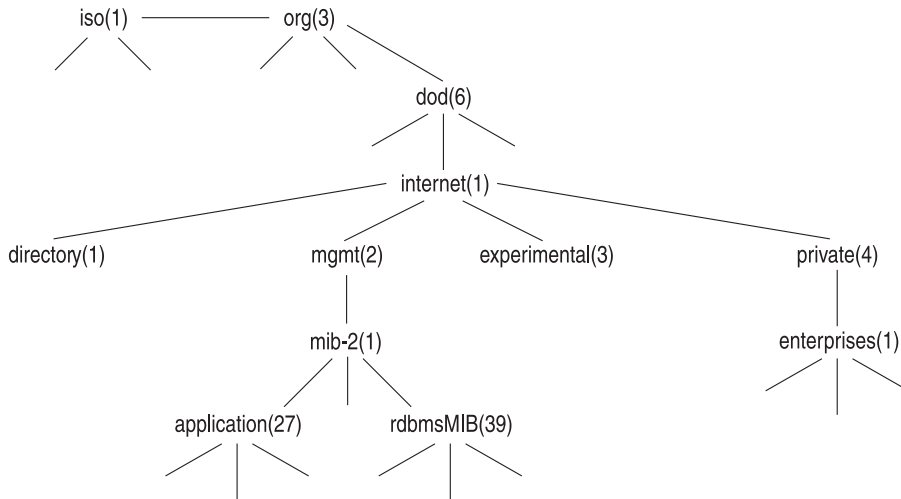 iso(1) org(3)
dod(6)
internet(1)
directory(1) mgmt(2) experimental(3) private(4)
mib-2(1) enterprises(1)
application(27) rdbmsMIB(39)